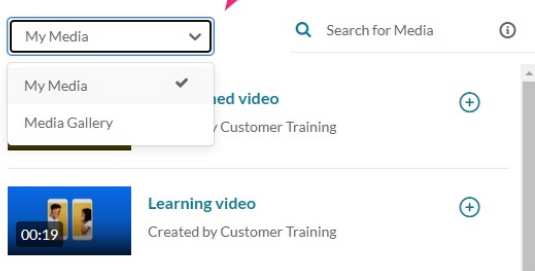 My Media
Search for Media
My Media
ned video
Media Gallery
y Customer Training
Learning video
00:19
Created by Customer Training